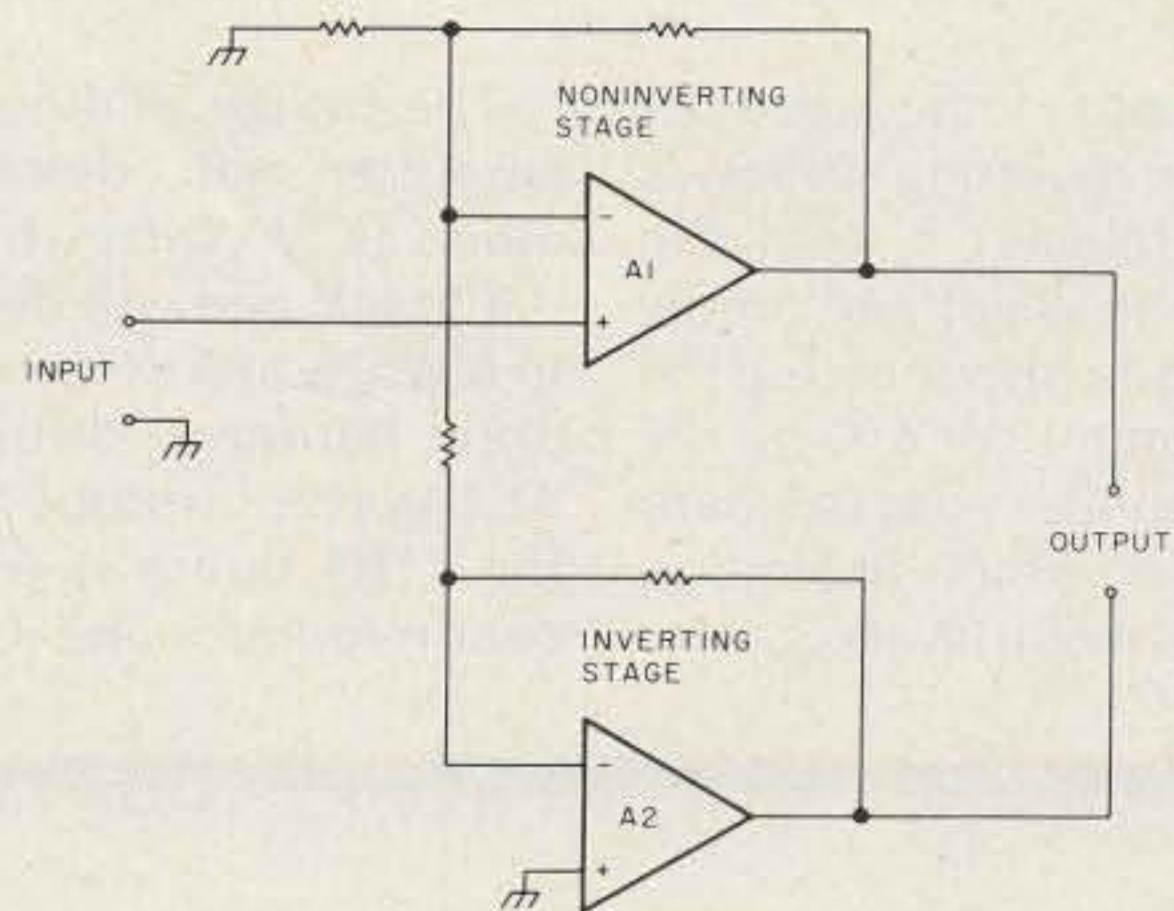 NONINVERTING
STAGE
-
A1
+
INPUT
OUTPUT
INVERTING
STAGE
-
A2
+